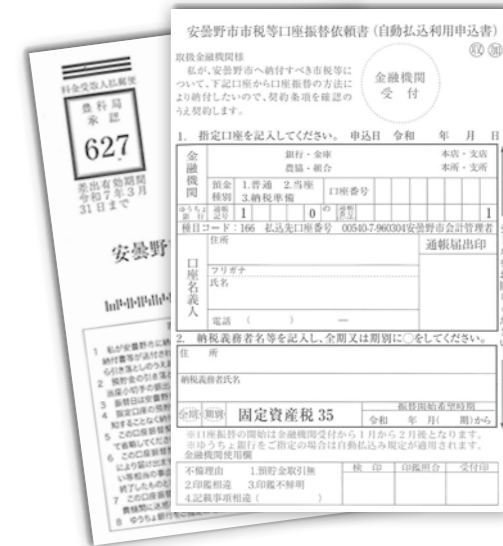 安曇野市市税等口座振替依頼書（自動払込利用申込書）
取扱金融機関様
私が、安曇野市へ納付すべき市税等に
ついて、下記口座から口座振替の方法に
より納付したいので、契約条項を確認の
うえ契約します。
金融機関
受 付
1. 指定口座を記入してください。 申込日 令和 年 月 日
金融機関
銀行・金庫
農協・組合
本店・支店
本所・支所
預金種別
1.普通 2.当座
3.納税準備
口座番号
ゆうちょ銀行 通帳記号 1 0 の 通帳番号 1
種目コード：166 払込先口座番号 00540-7-960304安曇野市会計管理者
口座名義人
住所
通帳届出印
フリガナ
氏名
電話 （ ） ―
2. 納税義務者名等を記入し、全期又は期別に○をしてください。
住 所
納税義務者氏名
全期 期別 固定資産税 35
振替開始希望時期
令和 年 月( 期)から
※口座振替の開始は金融機関受付から1月から2月後となります。
※ゆうちょ銀行をご指定の場合は自動払込み規定が適用されます。
金融機関使用欄
不備理由 1.預貯金取引無
2.印鑑相違 3.印鑑不鮮明
4.記載事項相違（ ）
検 印 印鑑照合 受付印
料金受取人払郵便
豊科局
承認
627
差出有効期間
令和7年3月
31日まで
安曇野